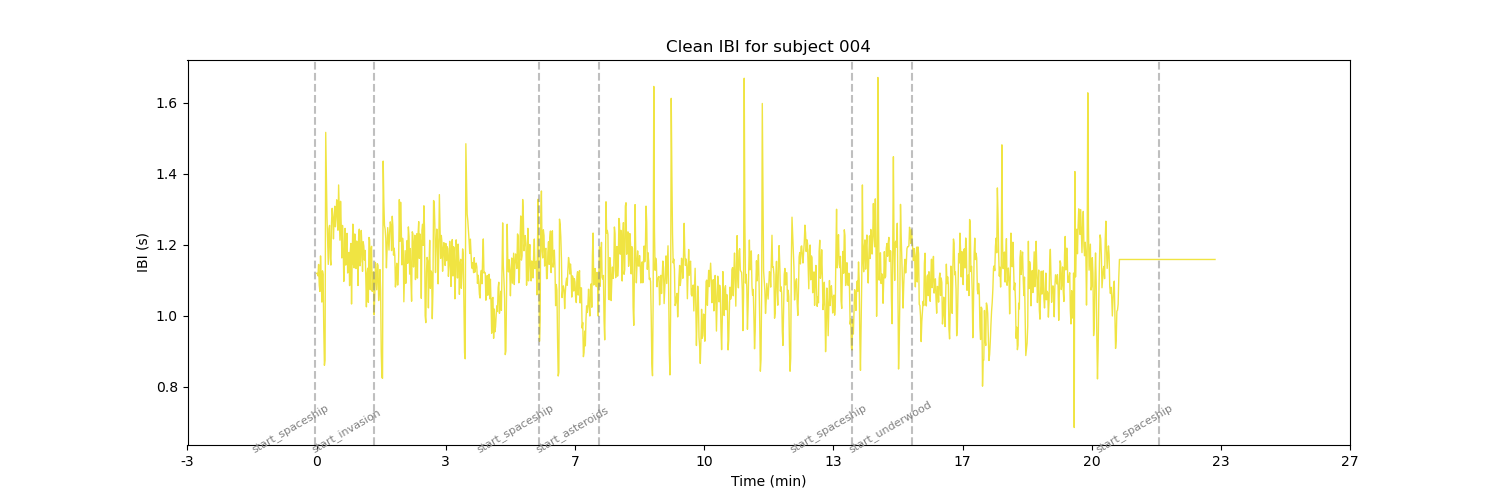 Clean IBI for subject 004
IBI (s)
1.6
1.4
1.2
1.0
0.8
start_spaceship
start_invasion
start_spaceship
start_asteroids
start_spaceship
start_underwood
start_spaceship
-3
0
3
7
10
13
17
20
23
27
Time (min)